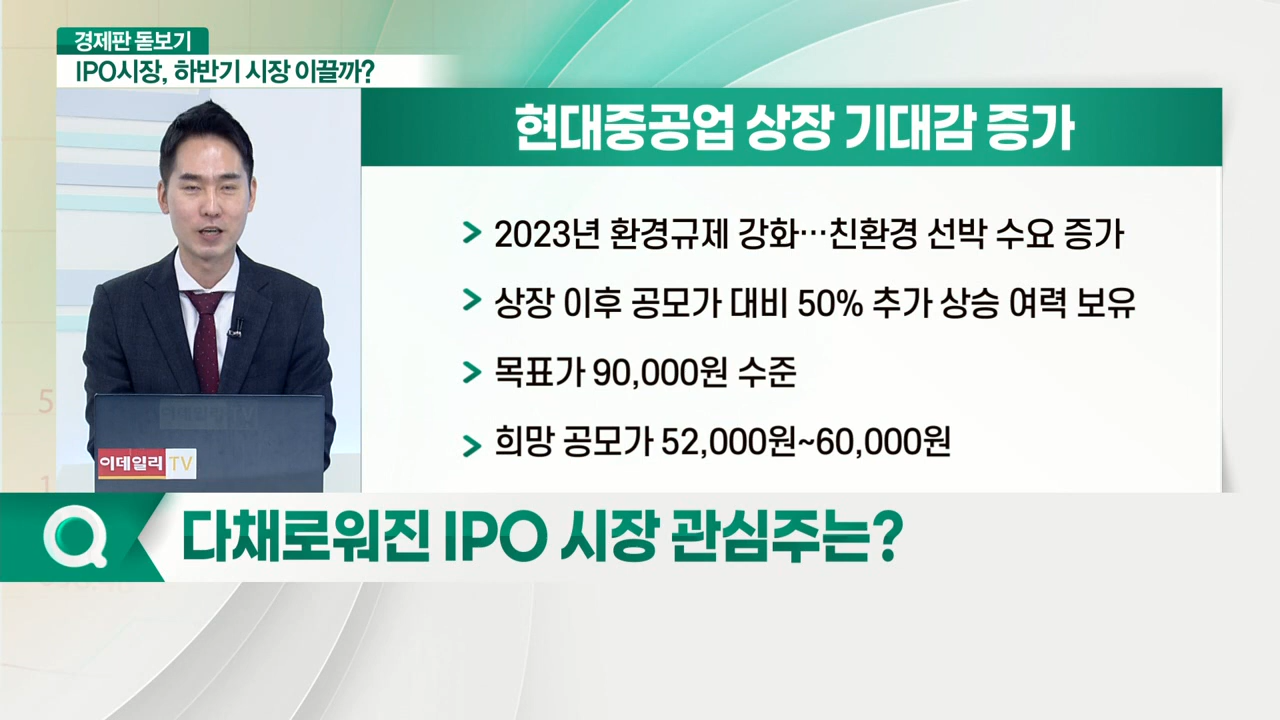 경제판 돋보기
IPO시장, 하반기 시장 이끌까?
현대중공업 상장 기대감 증가
2023년 환경규제 강화…친환경 선박 수요 증가
상장 이후 공모가 대비 50% 추가 상승 여력 보유
목표가 90,000원 수준
희망 공모가 52,000원~60,000원
이데일리 TV
다채로워진 IPO 시장 관심주는?